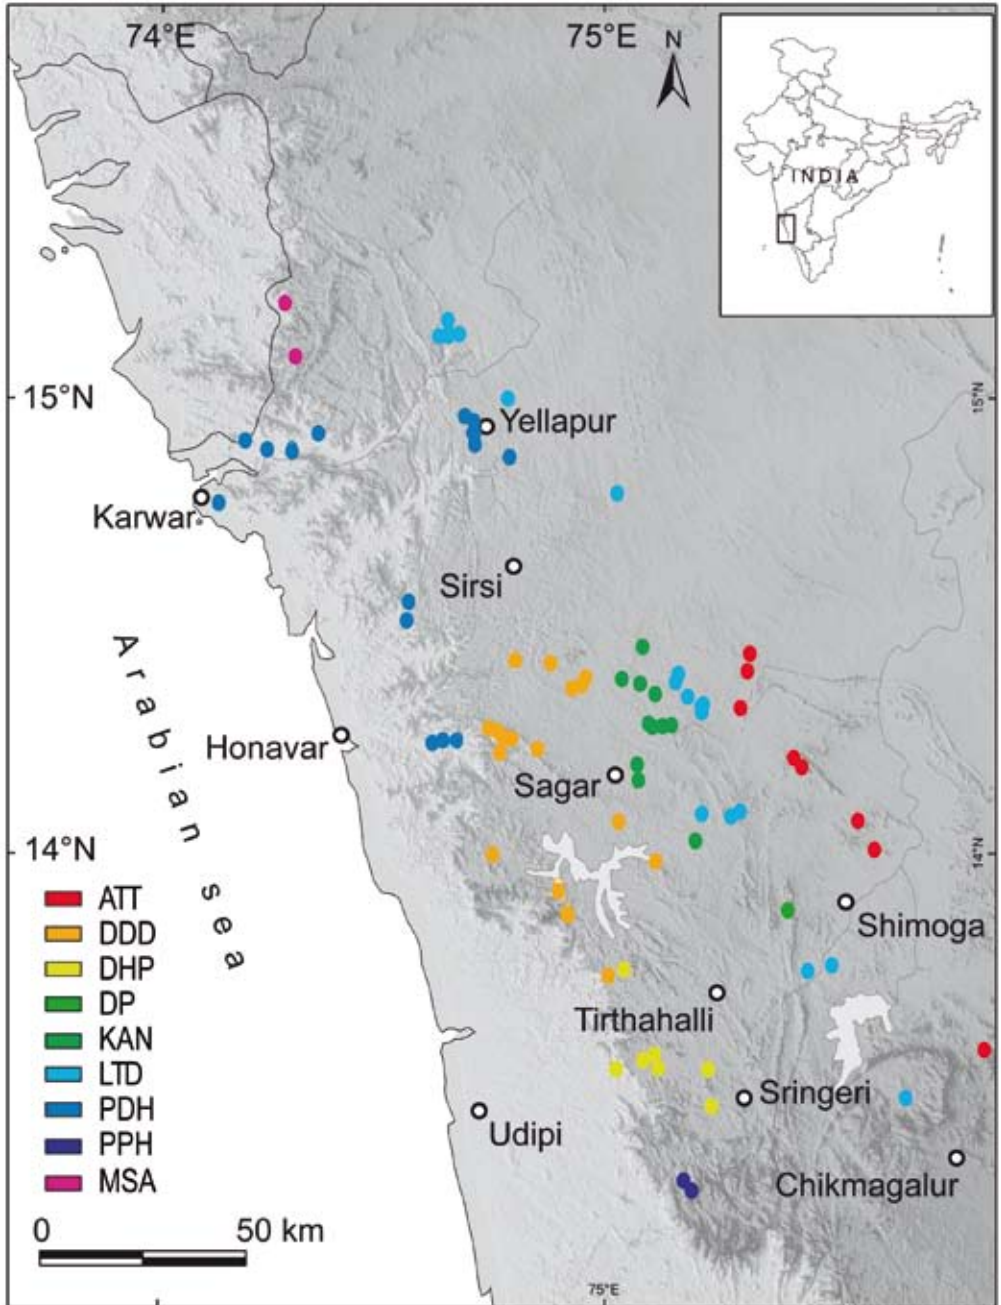 74°E
75°E
N
INDIA
15°N
15°N
Yellapur
Karwar
Sirsi
Arabian sea
Honavar
Sagar
14°N
14°N
ATT
DDD
DHP
DP
KAN
LTD
PDH
PPH
MSA
Shimoga
Tirthahalli
Sringeri
Udipi
Chikmagalur
0 50 km
75°E